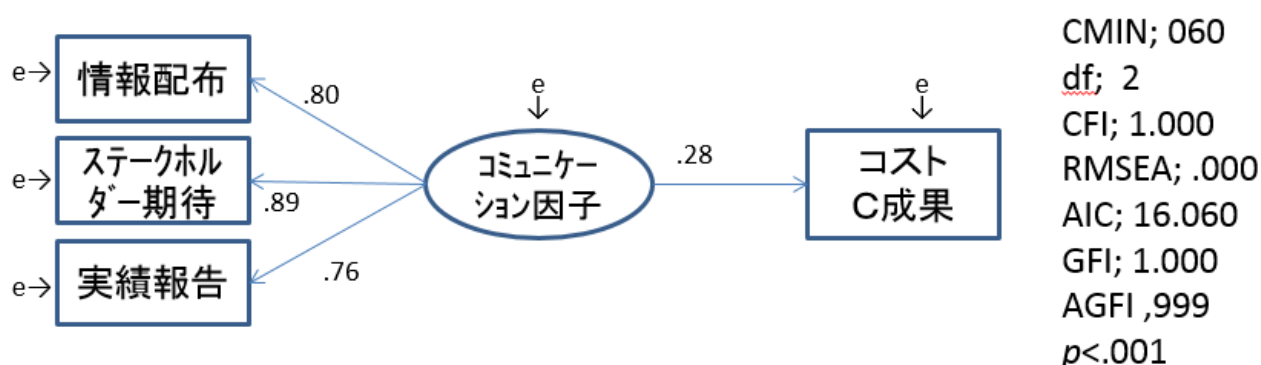 e→
情報配布
.80
e→
ステークホル
ダー期待
.89
e→
実績報告
.76
e
↓
コミュニケー
ション因子
.28
e
↓
コスト
C成果
CMIN; 060
df;  2
CFI; 1.000
RMSEA; .000
AIC; 16.060
GFI; 1.000
AGFI ,999
p<.001